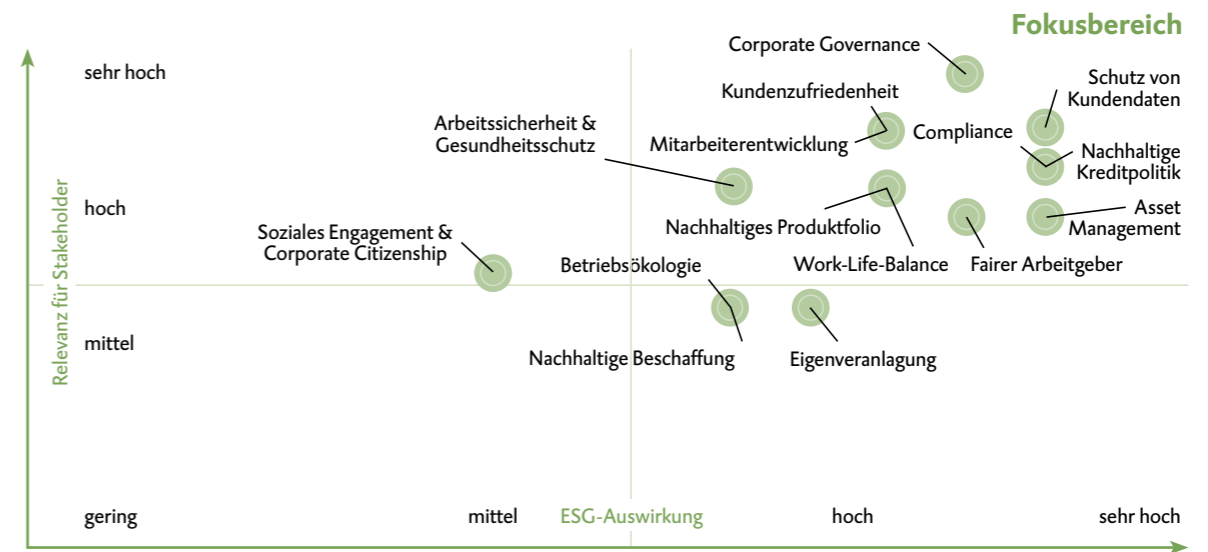 Fokusbereich
Corporate Governance
sehr hoch
Schutz von
Kundendaten
Kundenzufriedenheit
Arbeitssicherheit &
Gesundheitsschutz
Mitarbeiterentwicklung
Compliance
Nachhaltige
Kreditpolitik
hoch
Asset
Management
Nachhaltiges Produktfolio
Soziales Engagement &
Corporate Citizenship
Betriebsökologie
Work-Life-Balance
Fairer Arbeitgeber
Relevanz für Stakeholder
mittel
Nachhaltige Beschaffung
Eigenveranlagung
gering
mittel
ESG-Auswirkung
hoch
sehr hoch